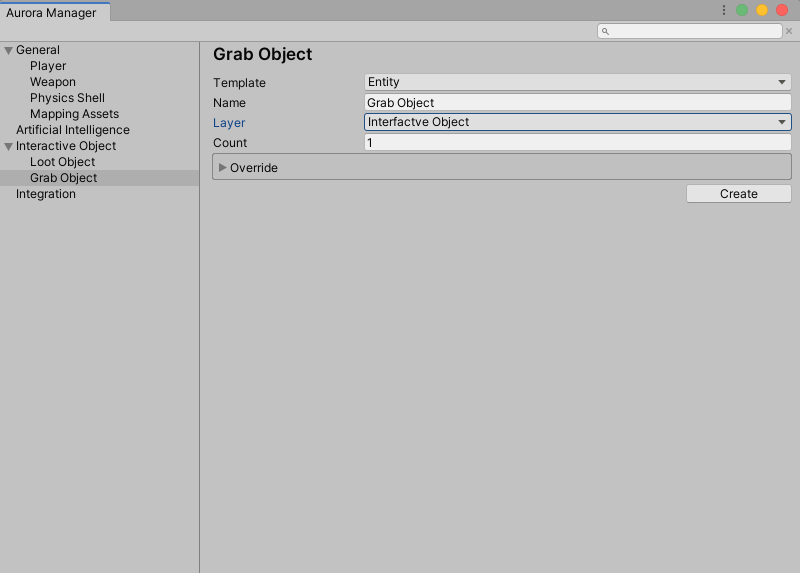 Aurora Manager
General
Player
Weapon
Physics Shell
Mapping Assets
Artificial Intelligence
Interactive Object
Loot Object
Grab Object
Integration
Grab Object
Template Entity
Name Grab Object
Layer Interfactve Object
Count 1
Override
Create